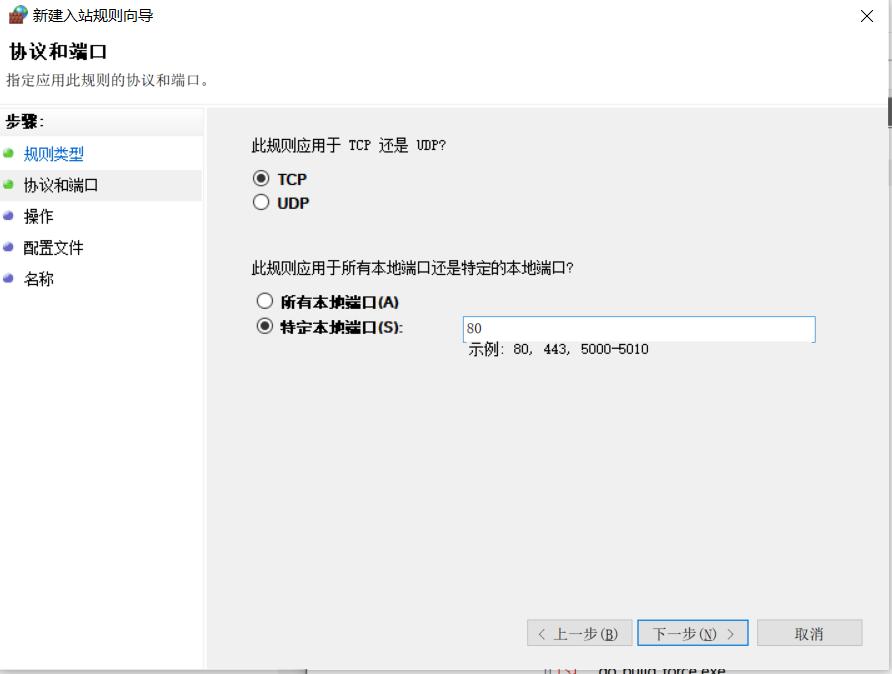 新建入站规则向导
协议和端口
指定应用此规则的协议和端口。
步骤:
规则类型
协议和端口
操作
配置文件
名称
此规则应用于 TCP 还是 UDP?
TCP
UDP
此规则应用于所有本地端口还是特定的本地端口?
所有本地端口(A)
特定本地端口(S):
80
示例: 80, 443, 5000-5010
< 上一步(B)
下一步(N) >
取消